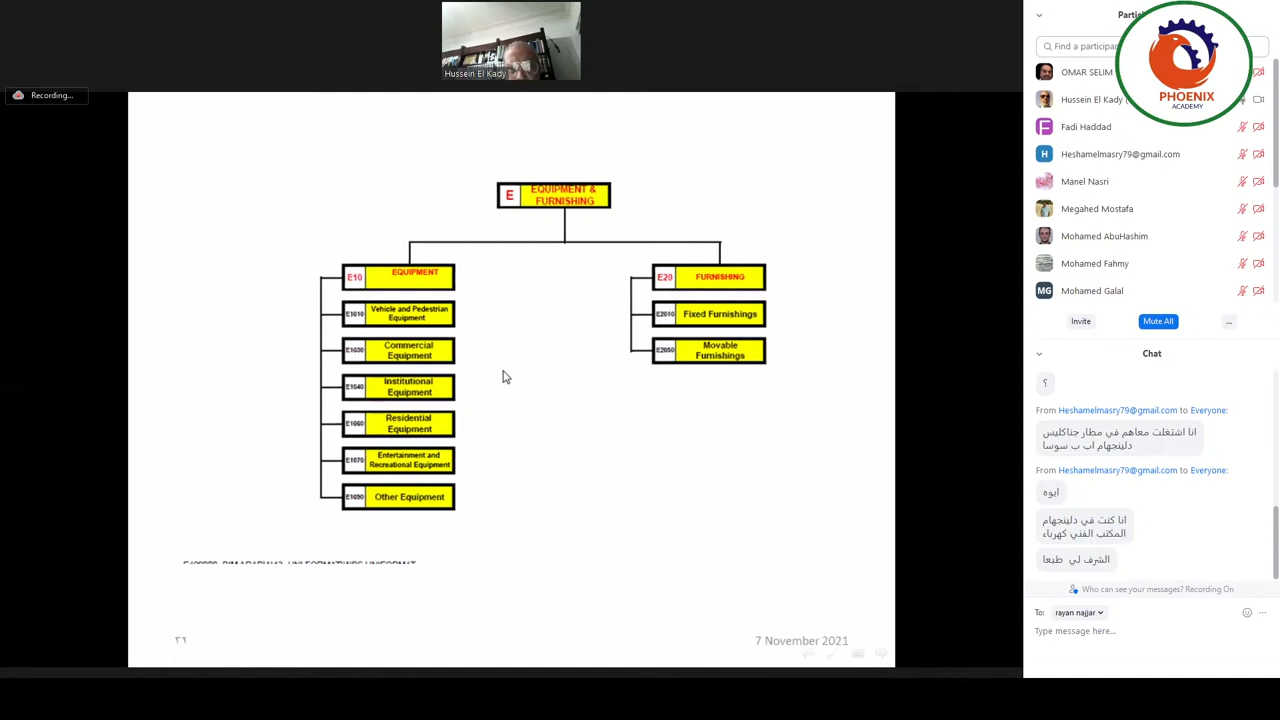 Hussein El Kady
Recording...
E
EQUIPMENT &
FURNISHING
E10
EQUIPMENT
E1010
Vehicle and Pedestrian
Equipment
E1030
Commercial
Equipment
E1040
Institutional
Equipment
E1060
Residential
Equipment
E1070
Entertainment and
Recreational Equipment
E1090
Other Equipment
E20
FURNISHING
E2010
Fixed Furnishings
E2050
Movable
Furnishings
٣٢
7 November 2021
PHOENIX
ACADEMY
Find a participa
OMAR SELIM
Hussein El Kady
Fadi Haddad
H
Heshamelmasry79@gmail.com
Manel Nasri
Megahed Mostafa
Mohamed AbuHashim
Mohamed Fahmy
MG
Mohamed Galal
Invite
Mute All
...
Chat
؟
From Heshamelmasry79@gmail.com to Everyone:
انا اشتغلت معاهم في مطار جناكليس
دلينجهام اب ب سوسا
From Heshamelmasry79@gmail.com to Everyone:
ايوه
انا كنت في دلينجهام
المكتب الفني كهرباء
الشرف لي طبعا
Who can see your messages? Recording On
To:
rayan najjar
Type message here...